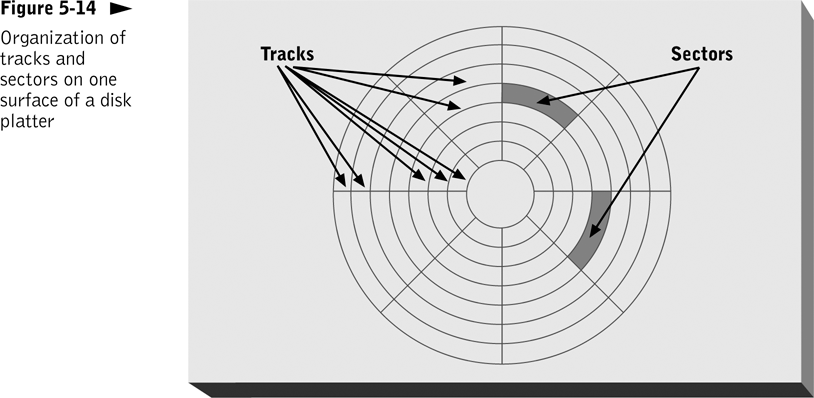 Figure 5-14 ►
Organization of
tracks and
sectors on one
surface of a disk
platter
Tracks
Sectors